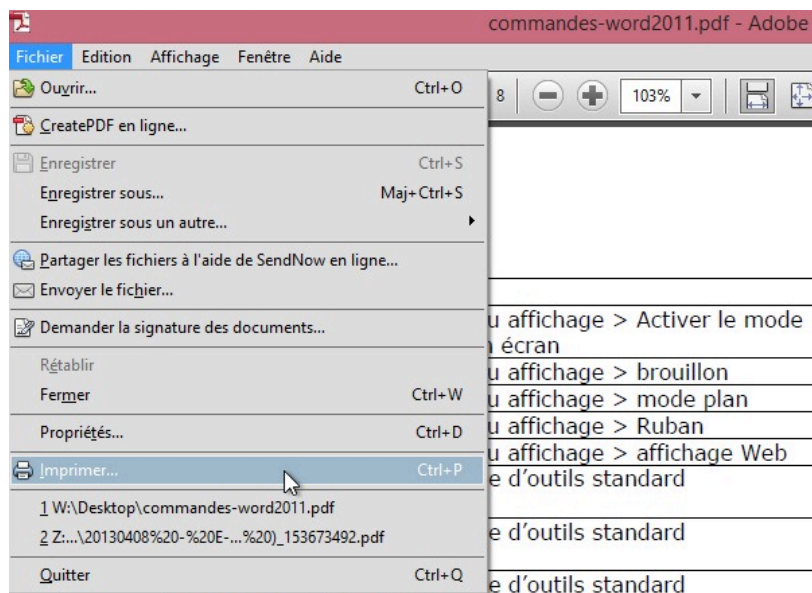 commandes-word2011.pdf - Adobe
Fichier Edition Affichage Fenêtre Aide
Ouvrir... Ctrl+O
8 103%
CreatePDF en ligne...
Enregistrer Ctrl+S
Enregistrer sous... Maj+Ctrl+S
Enregistrer sous un autre...
Partager les fichiers à l'aide de SendNow en ligne...
Envoyer le fichier...
Demander la signature des documents...
Rétablir
Fermer Ctrl+W
Propriétés... Ctrl+D
Imprimer... Ctrl+P
1 W:\Desktop\commandes-word2011.pdf
2 Z:...\20130408%20-%20E-...%20)_153673492.pdf
Quitter Ctrl+Q
u affichage > Activer le mode
écran
u affichage > brouillon
u affichage > mode plan
u affichage > Ruban
u affichage > affichage Web
e d'outils standard
e d'outils standard
e d'outils standard